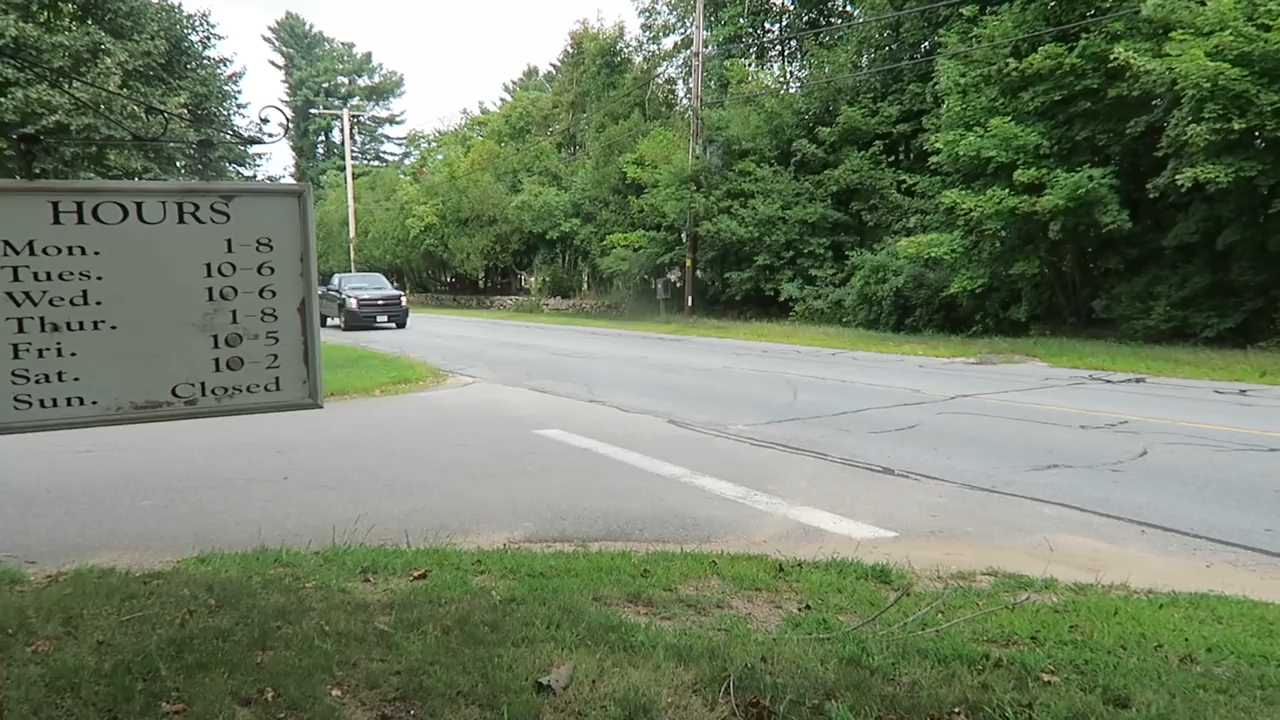 HOURS
Mon. 1-8
Tues. 10-6
Wed. 10-6
Thur. 1-8
Fri. 10-5
Sat. 10-2
Sun. Closed